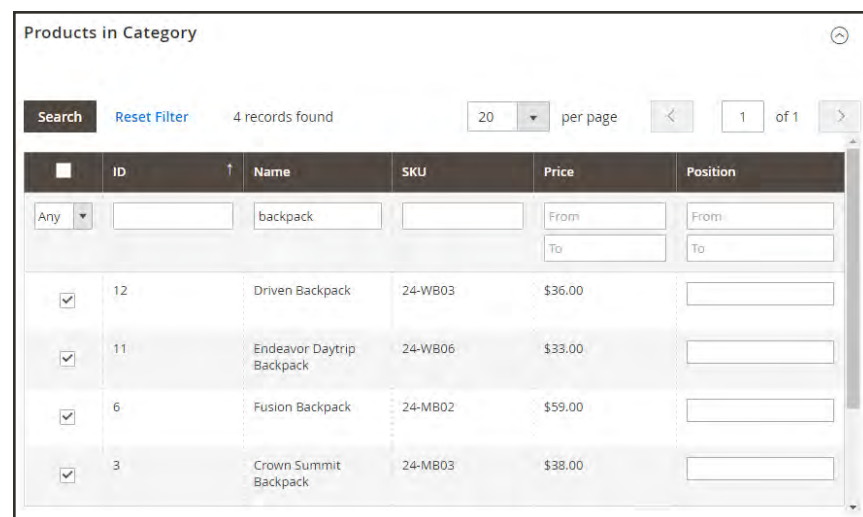 Products in Category
Search Reset Filter 4 records found 20 per page 1 of 1
ID ↑ Name SKU Price Position
Any backpack From From
To To
12 Driven Backpack 24-WB03 $36.00
11 Endeavor Daytrip 24-WB06 $33.00
Backpack
6 Fusion Backpack 24-MB02 $59.00
3 Crown Summit 24-MB03 $38.00
Backpack